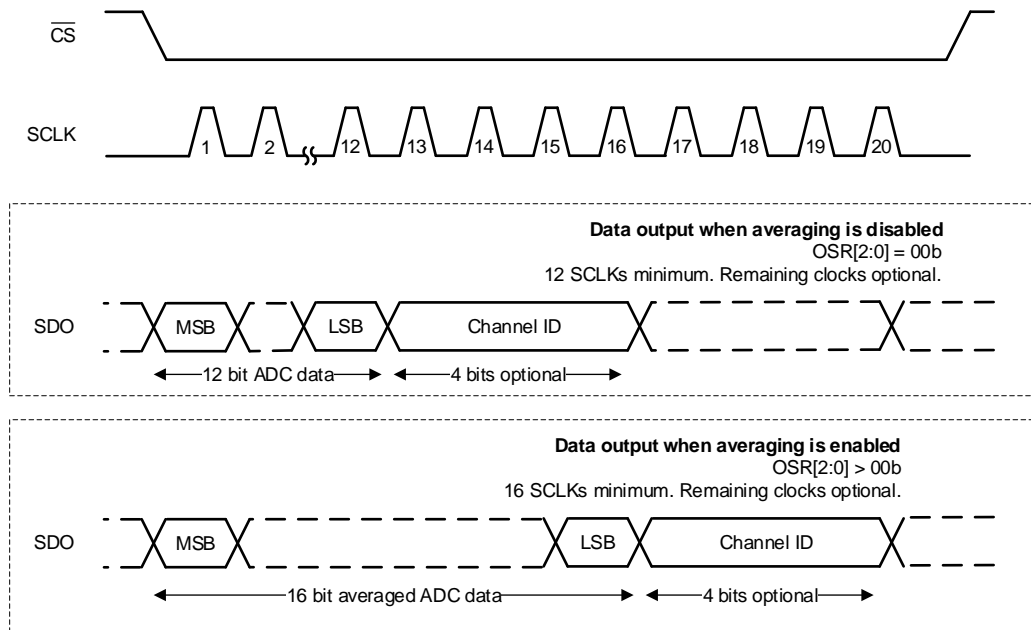 CS
SCLK
1 2 12 13 14 15 16 17 18 19 20
Data output when averaging is disabled
OSR[2:0] = 00b
12 SCLKs minimum. Remaining clocks optional.
SDO MSB LSB Channel ID
12 bit ADC data 4 bits optional
Data output when averaging is enabled
OSR[2:0] > 00b
16 SCLKs minimum. Remaining clocks optional.
SDO MSB LSB Channel ID
16 bit averaged ADC data 4 bits optional